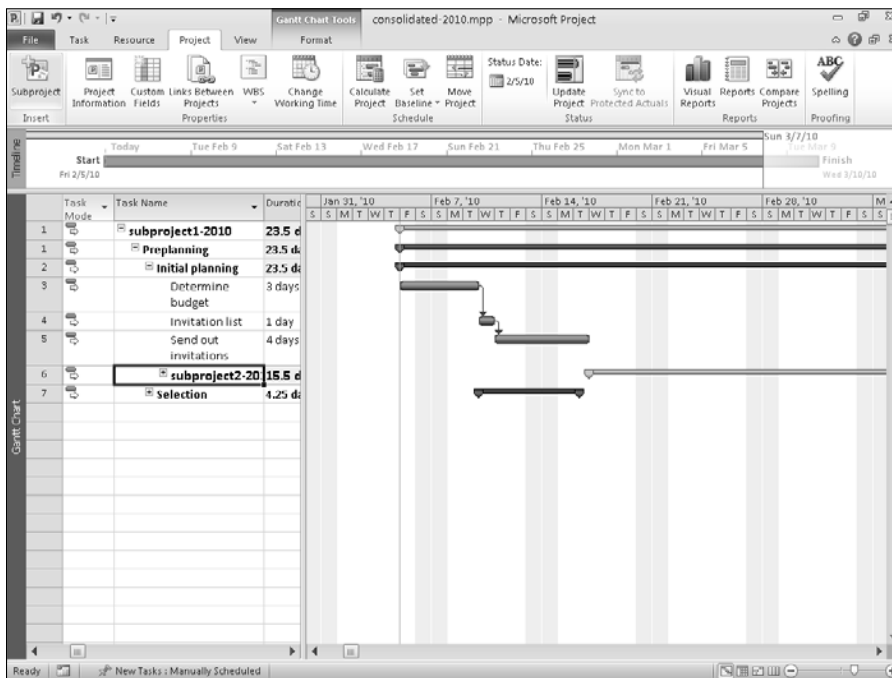 Gantt Chart Tools consolidated-2010.mpp - Microsoft Project
File Task Resource Project View Format
Subproject
Project Information
Custom Fields
Links Between Projects
WBS
Change Working Time
Calculate Project
Set Baseline
Move Project
Status Date:
2/5/10
Update Project
Sync to Protected Actuals
Visual Reports
Reports
Compare Projects
ABC
Spelling
Insert Properties Schedule Status Reports Proofing
Timeline
Sun 3/7/10
Today Tue Feb 9 Sat Feb 13 Wed Feb 17 Sun Feb 21 Thu Feb 25 Mon Mar 1 Fri Mar 5 Tue Mar 9
Start
Fri 2/5/10
Finish
Wed 3/10/10
Task Mode Task Name Duratic
Jan 31, '10 Feb 7, '10 Feb 14, '10 Feb 21, '10 Feb 28, '10 M
S S M T W T F S S M T W T F S S M T W T F S S M T W T F S S M T W T F S
1 subproject1-2010 23.5 d
1 Preplanning 23.5 da
2 Initial planning 23.5 da
3 Determine budget 3 days
4 Invitation list 1 day
5 Send out invitations 4 days
6 subproject2-20 15.5 d
7 Selection 4.25 da
Gantt Chart
Ready New Tasks : Manually Scheduled